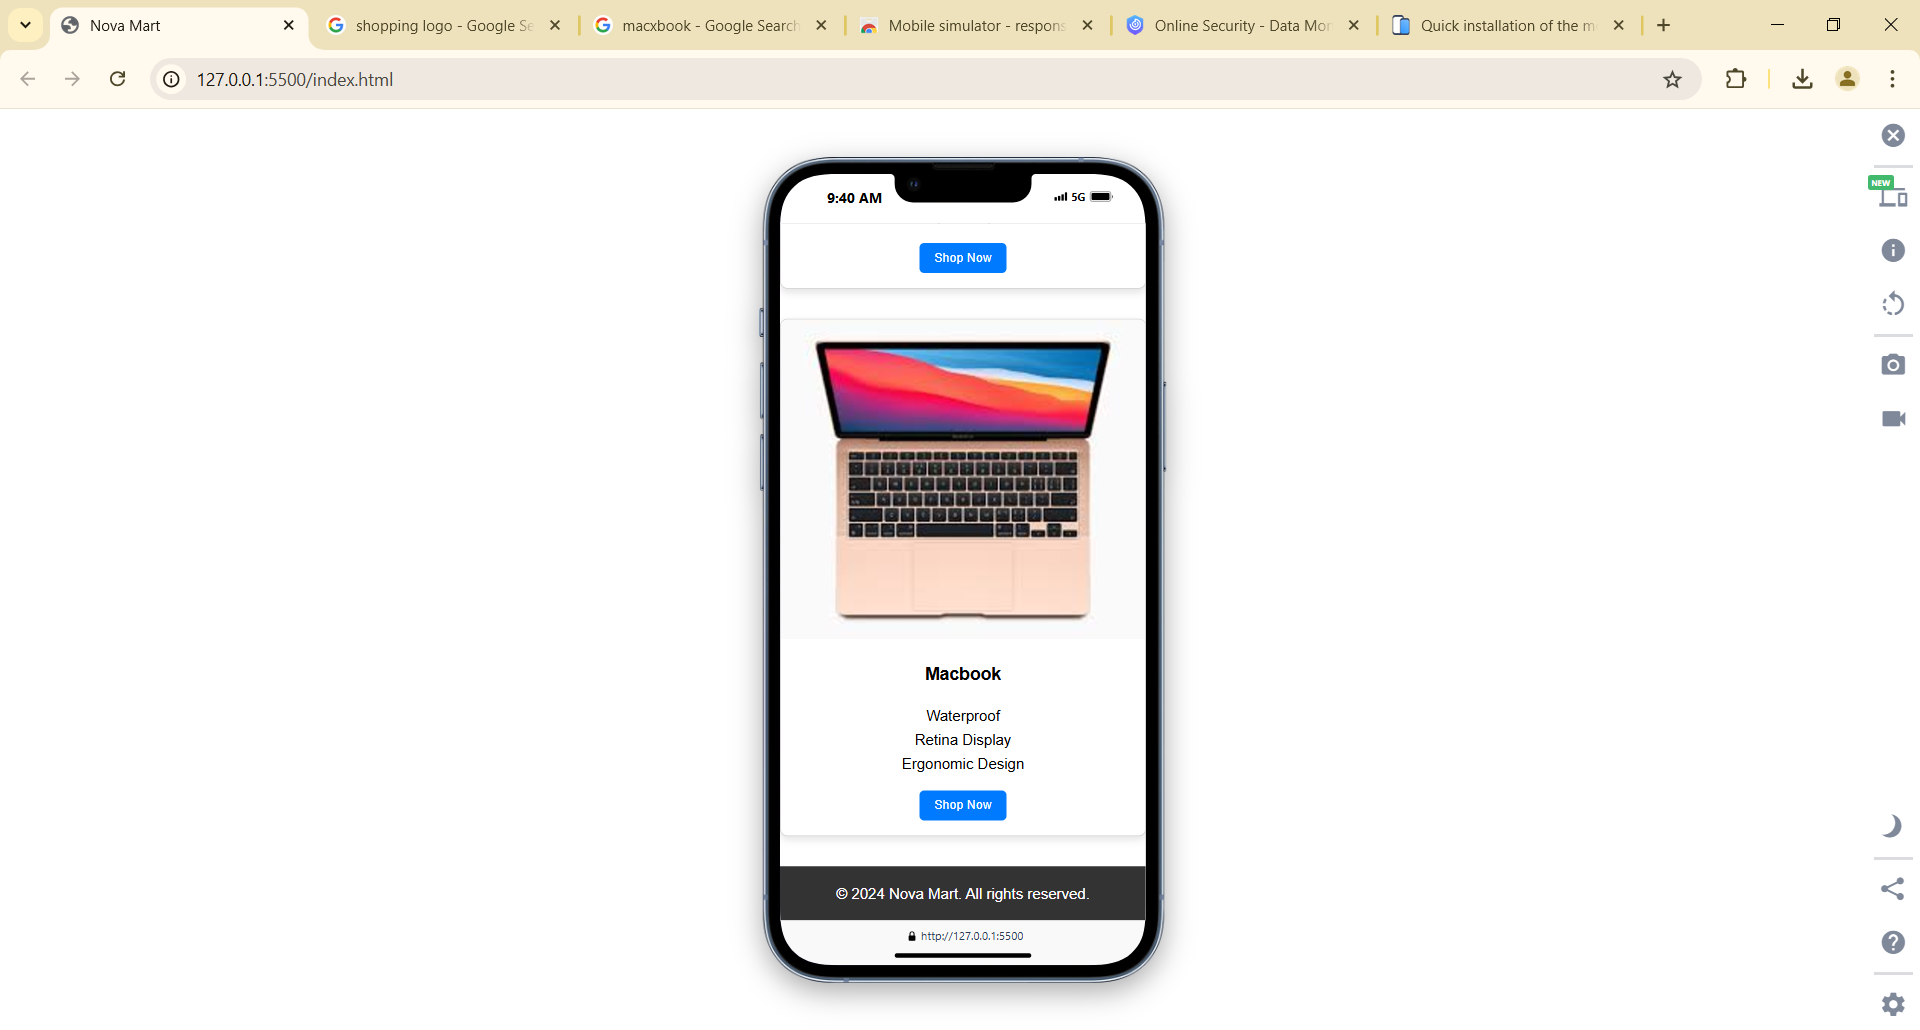 Nova Mart
shopping logo - Google Se
macxbook - Google Search
Mobile simulator - respons
Online Security - Data Mor
Quick installation of the m
127.0.0.1:5500/index.html
NEW
9:40 AM
5G
Shop Now
Macbook
Waterproof
Retina Display
Ergonomic Design
Shop Now
© 2024 Nova Mart. All rights reserved.
http://127.0.0.1:5500